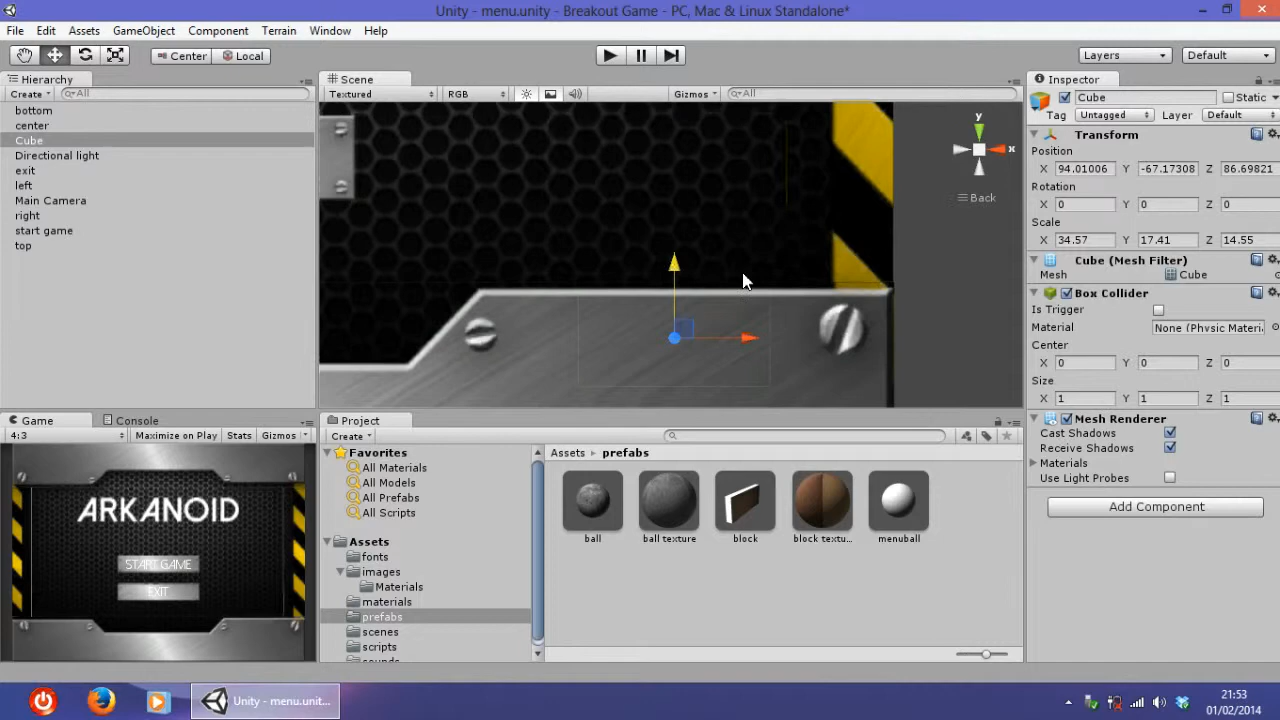 Unity - menu.unity - Breakout Game - PC, Mac & Linux Standalone*
File Edit Assets GameObject Component Terrain Window Help
Center Local Layers Default
Hierarchy
Create All
bottom
center
Cube
Directional light
exit
left
Main Camera
right
start game
top
Scene
Textured RGB Gizmos All
y
x
Back
Inspector
Cube Static
Tag Untagged Layer Default
Transform
Position
X 94.01006 Y -67.17308 Z 86.69821
Rotation
X 0 Y 0 Z 0
Scale
X 34.57 Y 17.41 Z 14.55
Cube (Mesh Filter)
Mesh Cube
Box Collider
Is Trigger
Material None (Physic Materi
Center
X 0 Y 0 Z 0
Size
X 1 Y 1 Z 1
Mesh Renderer
Cast Shadows
Receive Shadows
Materials
Use Light Probes
Add Component
Game Console
4:3 Maximize on Play Stats Gizmos
ARKANOID
START GAME
EXIT
Project
Create
Favorites
All Materials
All Models
All Prefabs
All Scripts
Assets
fonts
images
Materials
materials
prefabs
scenes
scripts
sounds
Assets prefabs
ball ball texture block block textu... menuball
Unity - menu.unit...
21:53
01/02/2014